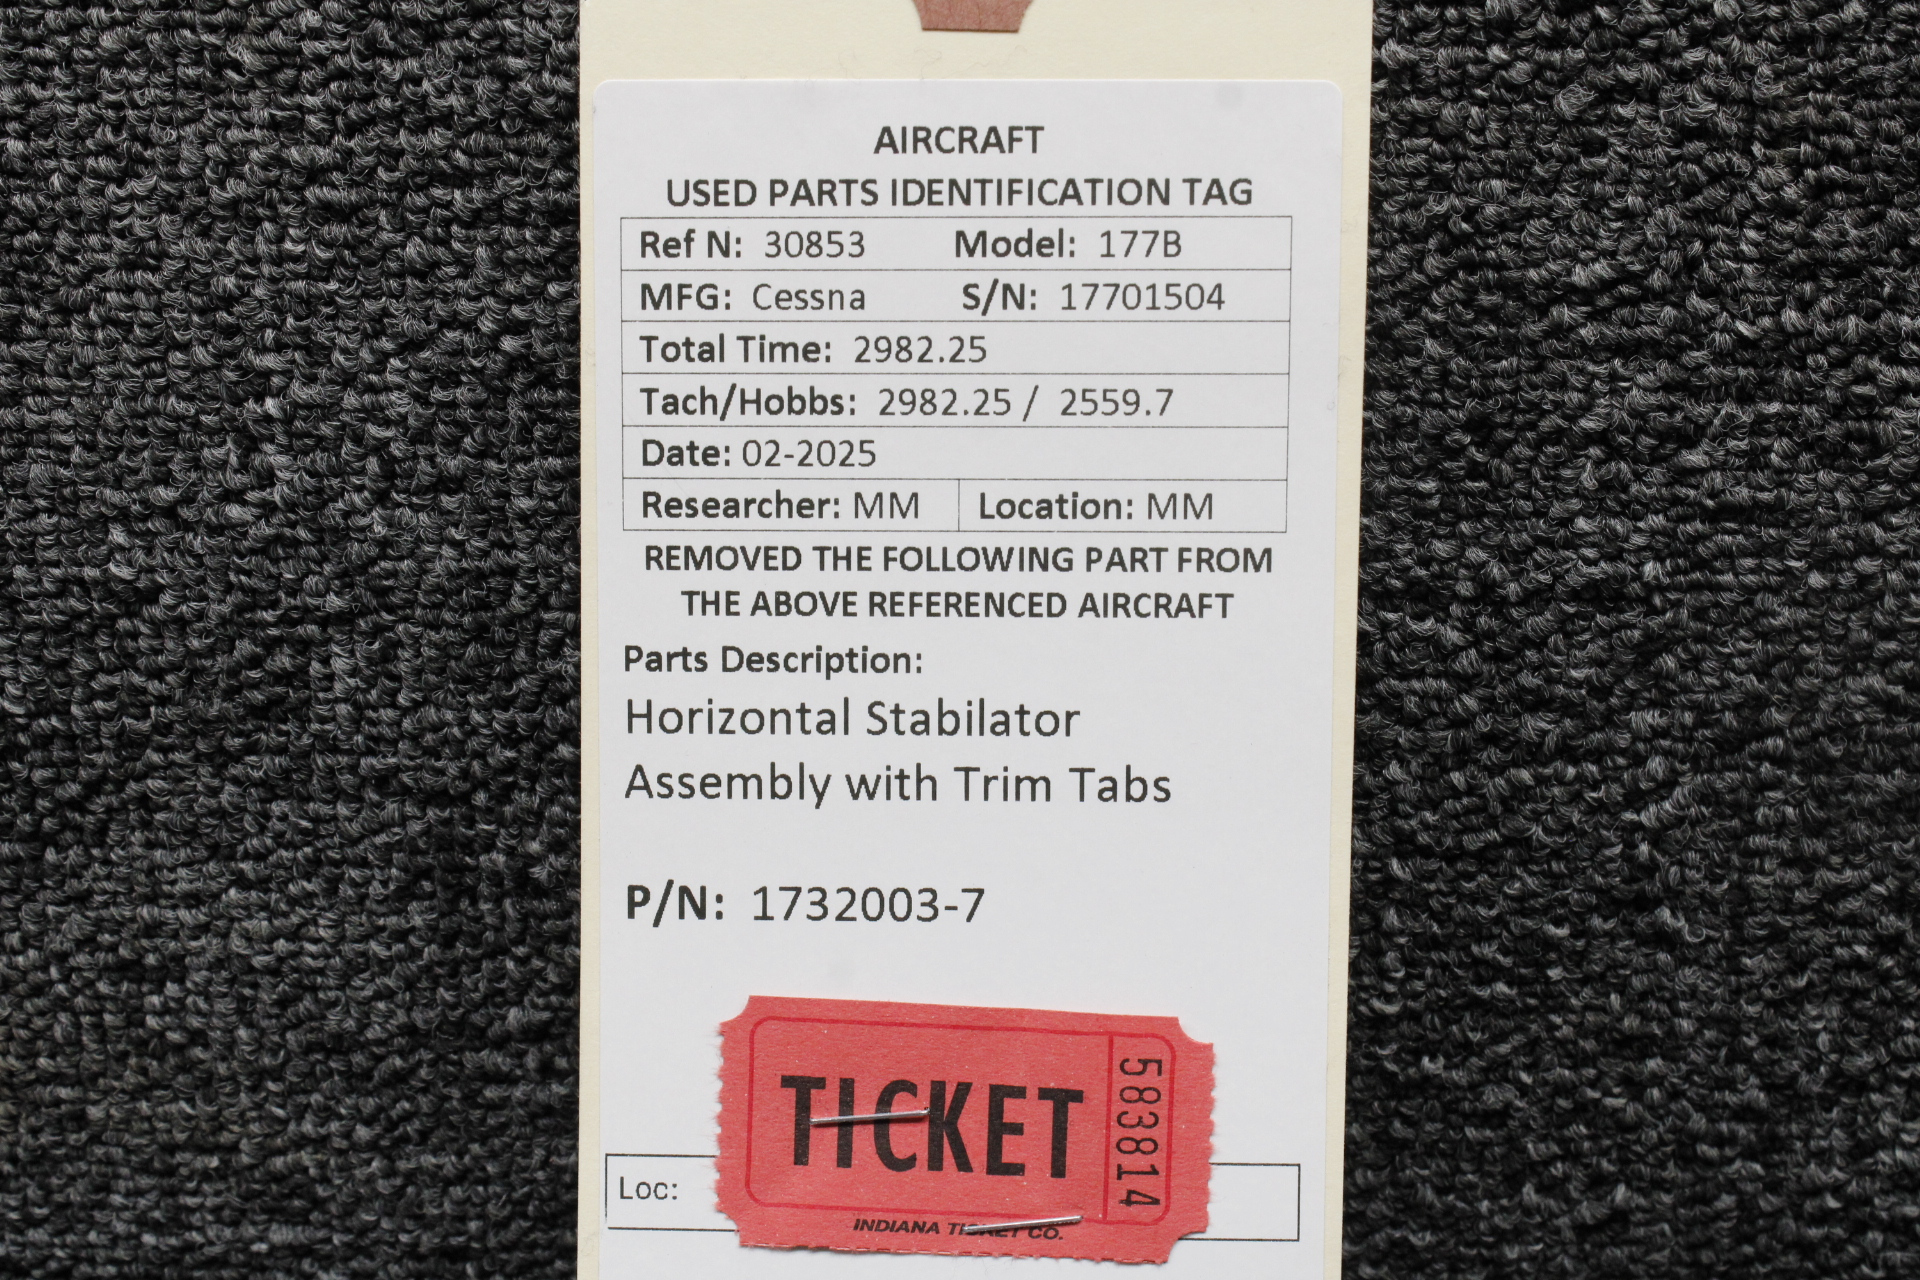 AIRCRAFT
USED PARTS IDENTIFICATION TAG
Ref N: 30853 Model: 177B
MFG: Cessna S/N: 17701504
Total Time: 2982.25
Tach/Hobbs: 2982.25 / 2559.7
Date: 02-2025
Researcher: MM Location: MM
REMOVED THE FOLLOWING PART FROM
THE ABOVE REFERENCED AIRCRAFT
Parts Description:
Horizontal Stabilator
Assembly with Trim Tabs
P/N: 1732003-7
TICKET
583814
Loc:
INDIANA TICKET CO.